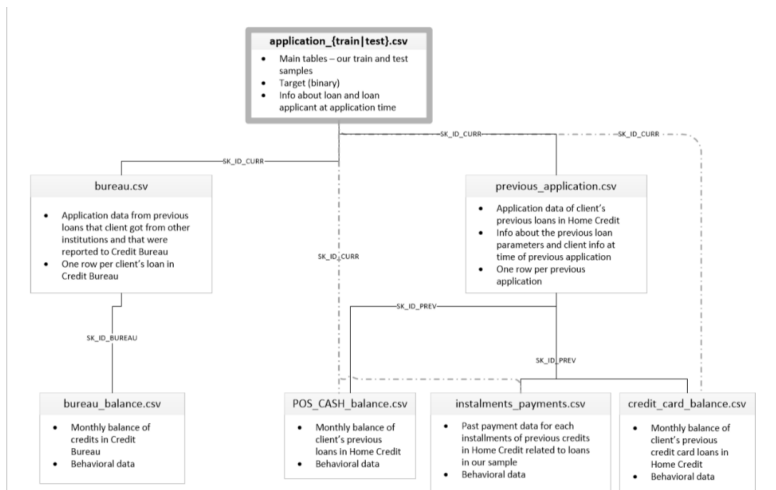 application_{train|test}.csv
• Main tables – our train and test
samples
• Target (binary)
• Info about loan and loan
applicant at application time
SK_ID_CURR
SK_ID_CURR
SK_ID_CURR
bureau.csv
• Application data from previous
loans that client got from other
institutions and that were
reported to Credit Bureau
• One row per client's loan in
Credit Bureau
previous_application.csv
• Application data of client's
previous loans in Home Credit
• Info about the previous loan
parameters and client info at
time of previous application
• One row per previous
application
SK_ID_CURR
SK_ID_PREV
SK_ID_BUREAU
SK_ID_PREV
bureau_balance.csv
• Monthly balance of
credits in Credit
Bureau
• Behavioral data
POS_CASH_balance.csv
• Monthly balance of
client's previous
loans in Home Credit
• Behavioral data
instalments_payments.csv
• Past payment data for each
installments of previous credits
in Home Credit related to loans
in our sample
• Behavioral data
credit_card_balance.csv
• Monthly balance of
client's previous
credit card loans in
Home Credit
• Behavioral data